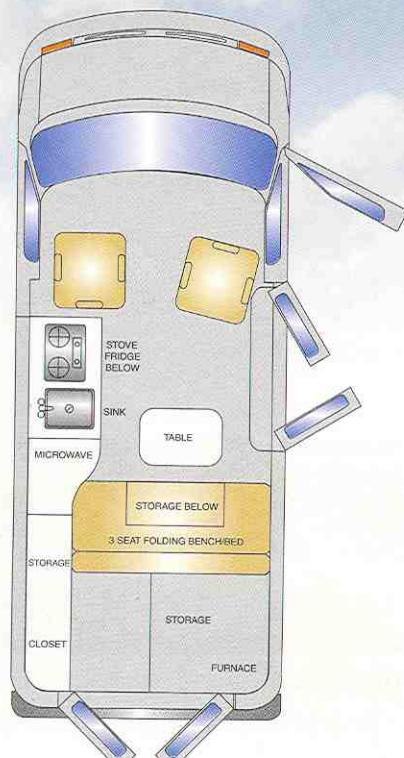 STOVE
FRIDGE
BELOW
SINK
TABLE
MICROWAVE
STORAGE BELOW
3 SEAT FOLDING BENCH/BED
STORAGE
STORAGE
CLOSET
FURNACE